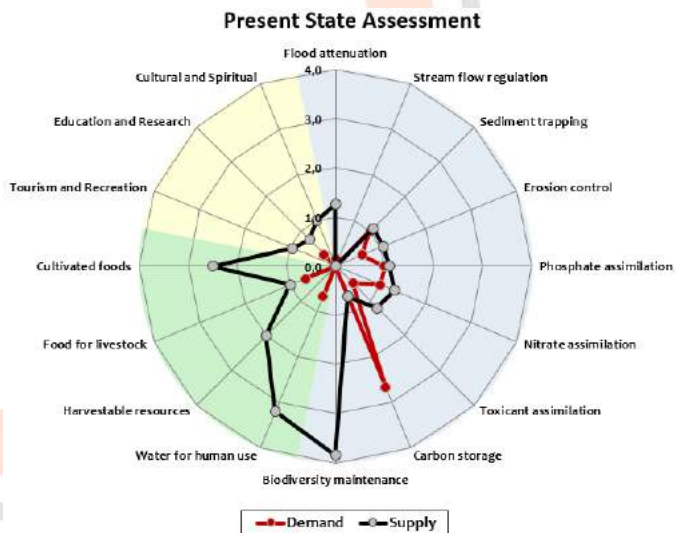 Present State Assessment
Flood attenuation
Cultural and Spiritual
Stream flow regulation
Education and Research
Sediment trapping
Tourism and Recreation
Erosion control
Cultivated foods
Phosphate assimilation
Food for livestock
Nitrate assimilation
Harvestable resources
Toxicant assimilation
Water for human use
Carbon storage
Biodiversity maintenance
4,0
3,0
2,0
1,0
0,0
Demand
Supply